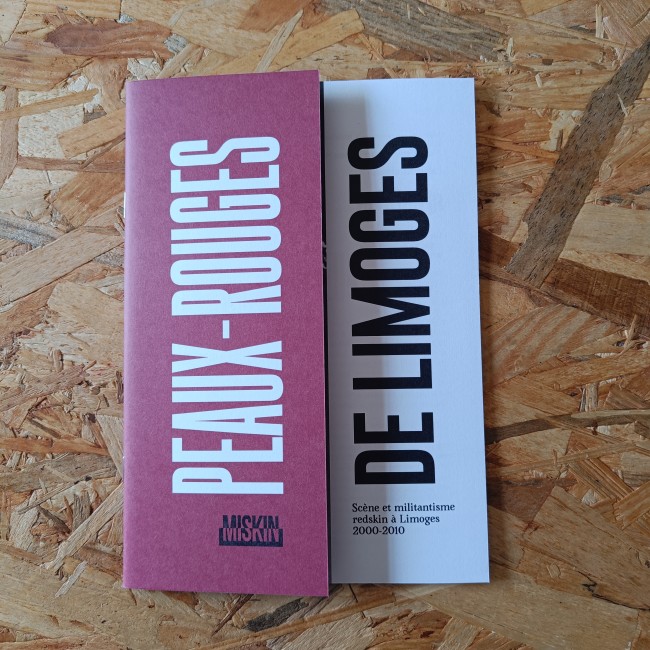 PEAUX-ROUGES
MISKIN
DE LIMOGES
Scène et militantisme
redskin à Limoges
2000-2010